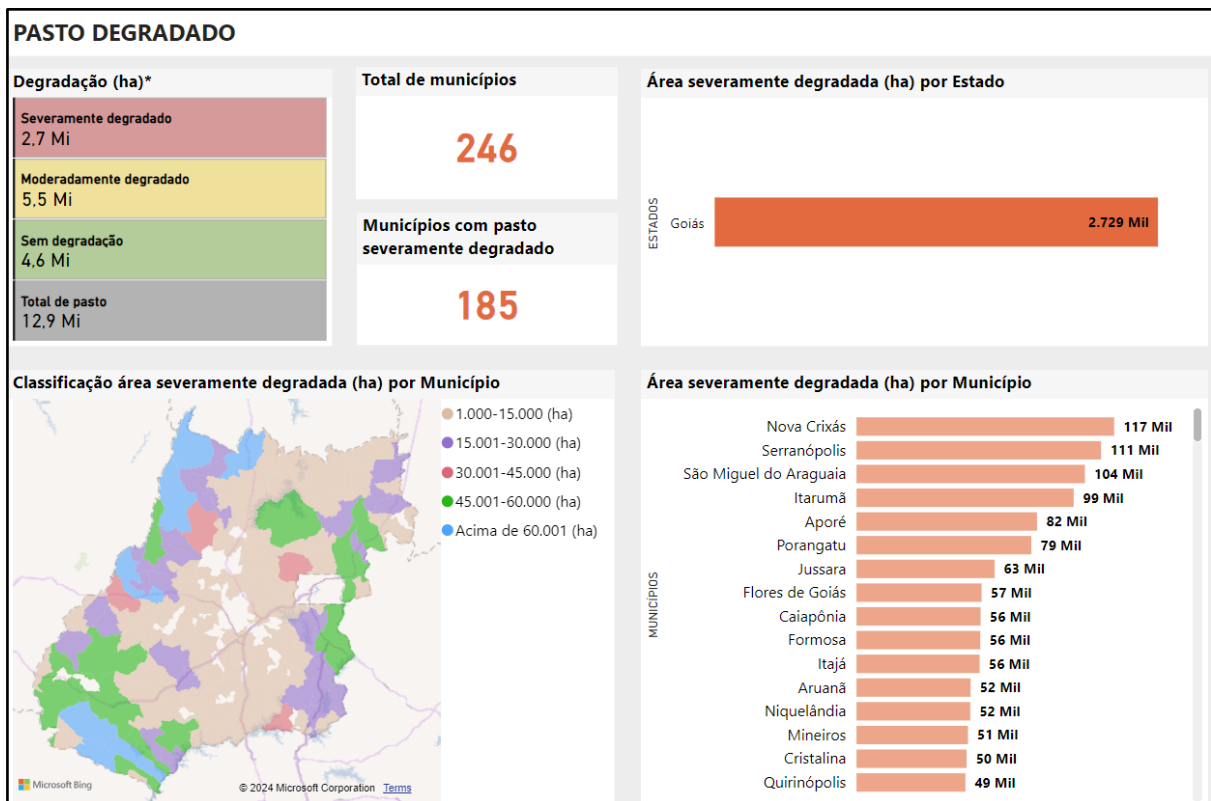 PASTO DEGRADADO
Degradação (ha)*
Severamente degradado
2,7 Mi
Moderadamente degradado
5,5 Mi
Sem degradação
4,6 Mi
Total de pasto
12,9 Mi
Total de municípios
246
Municípios com pasto
severamente degradado
185
Área severamente degradada (ha) por Estado
ESTADOS
Goiás
2.729 Mil
Classificação área severamente degradada (ha) por Município
1.000-15.000 (ha)
15.001-30.000 (ha)
30.001-45.000 (ha)
45.001-60.000 (ha)
Acima de 60.001 (ha)
Microsoft Bing
© 2024 Microsoft Corporation Terms
Área severamente degradada (ha) por Município
MUNICÍPIOS
Nova Crixás 117 Mil
Serranópolis 111 Mil
São Miguel do Araguaia 104 Mil
Itarumã 99 Mil
Aporé 82 Mil
Porangatu 79 Mil
Jussara 63 Mil
Flores de Goiás 57 Mil
Caiapônia 56 Mil
Formosa 56 Mil
Itajá 56 Mil
Aruanã 52 Mil
Niquelândia 52 Mil
Mineiros 51 Mil
Cristalina 50 Mil
Quirinópolis 49 Mil